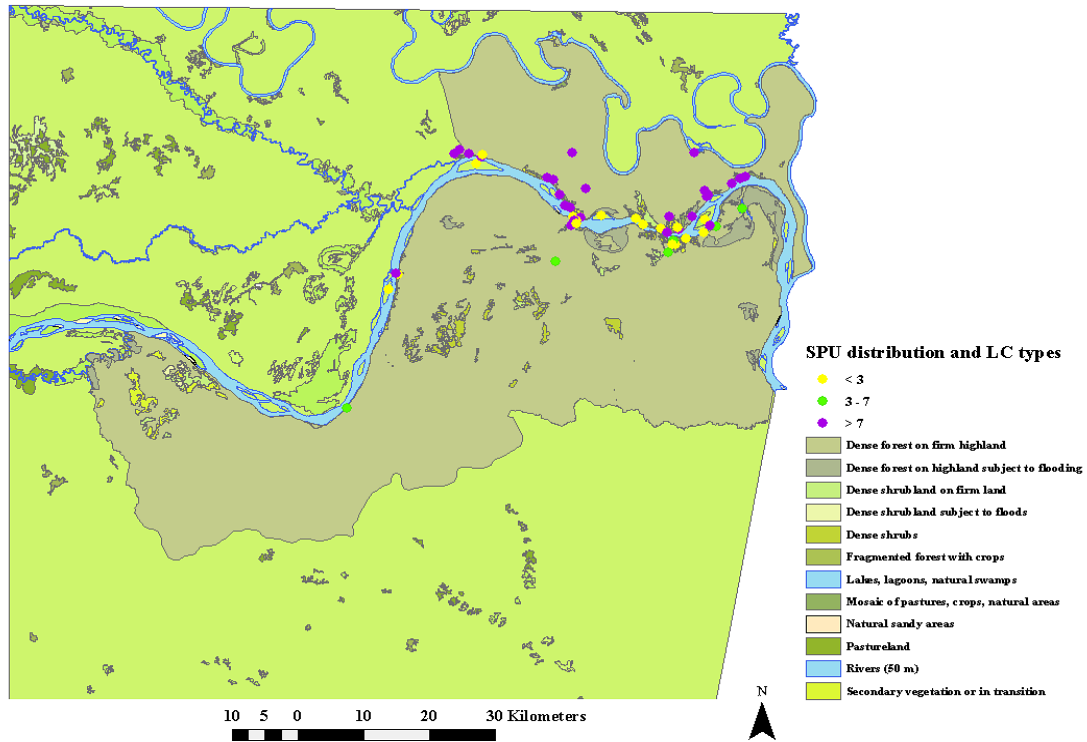 SPU distribution and LC types
< 3
3 - 7
> 7
Dense forest on firm highland
Dense forest on highland subject to flooding
Dense shrubland on firm land
Dense shrubland subject to floods
Dense shrubs
Fragmented forest with crops
Lakes, lagoons, natural swamps
Mosaic of pastures, crops, natural areas
Natural sandy areas
Pastureland
Rivers (50 m)
Secondary vegetation or in transition
N
10 5 0 10 20 30 Kilometers